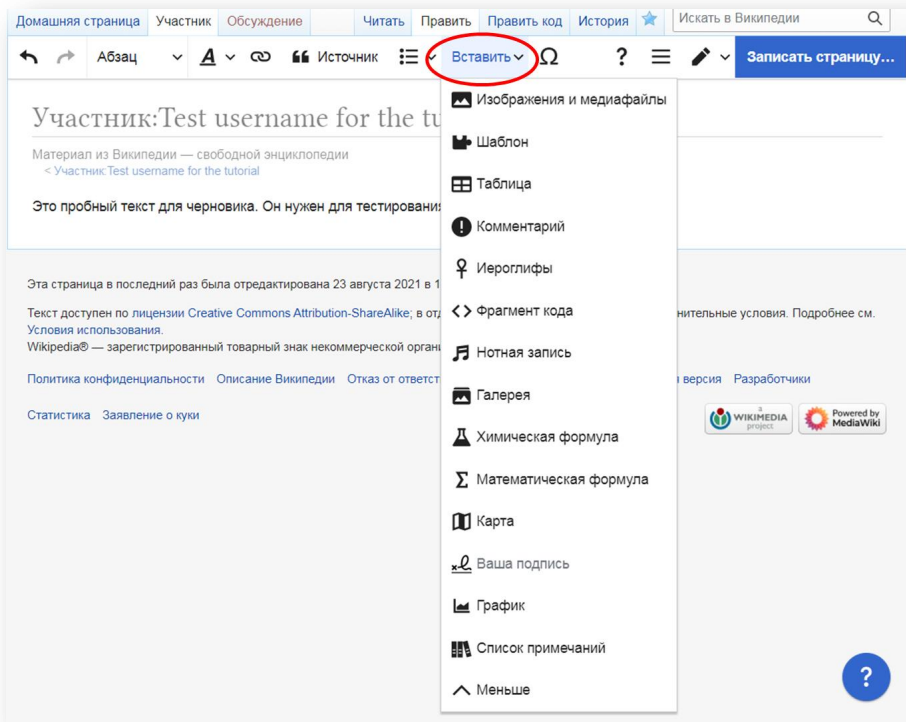 Домашняя страница Участник Обсуждение Читать Править Править код История Искать в Википедии
Абзац А Источник Вставить Ω ? Записать страницу...
Участник:Test username for the tu
Материал из Википедии — свободной энциклопедии
< Участник:Test username for the tutorial
Это пробный текст для черновика. Он нужен для тестирования
Изображения и медиафайлы
Шаблон
Таблица
Комментарий
Иероглифы
Фрагмент кода
Нотная запись
Галерея
Химическая формула
Математическая формула
Карта
Ваша подпись
График
Список примечаний
Меньше
Эта страница в последний раз была отредактирована 23 августа 2021 в 1
Текст доступен по лицензии Creative Commons Attribution-ShareAlike; в от нительные условия. Подробнее см.
Условия использования.
Wikipedia® — зарегистрированный товарный знак некоммерческой орган
Политика конфиденциальности Описание Википедии Отказ от ответст версия Разработчики
Статистика Заявление о куки
a WIKIMEDIA project
Powered by MediaWiki
?